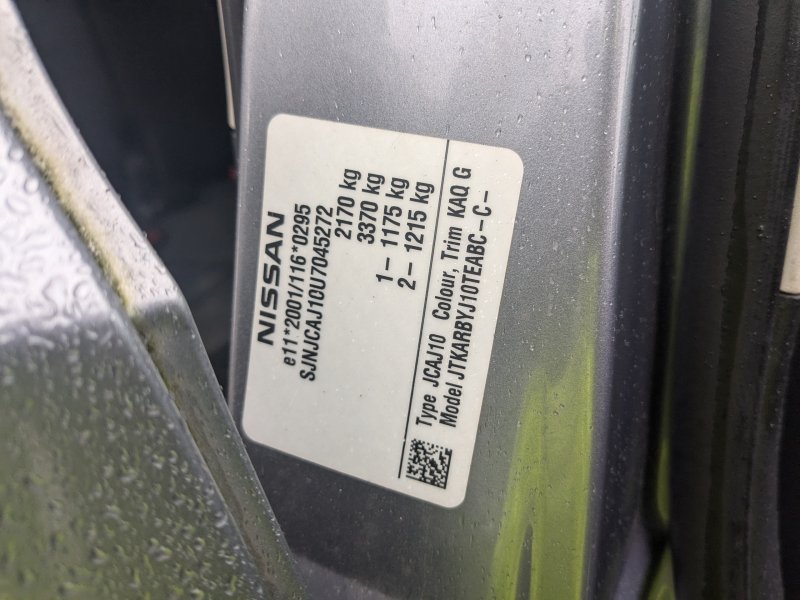 NISSAN
e11*2001/116*0295
SJNJCAJ10U7045272
2170 kg
3370 kg
1- 1175 kg
2- 1215 kg
Type JCAJ10 Colour, Trim KAQ G
Model JTKARBYJ10TEABC-C-